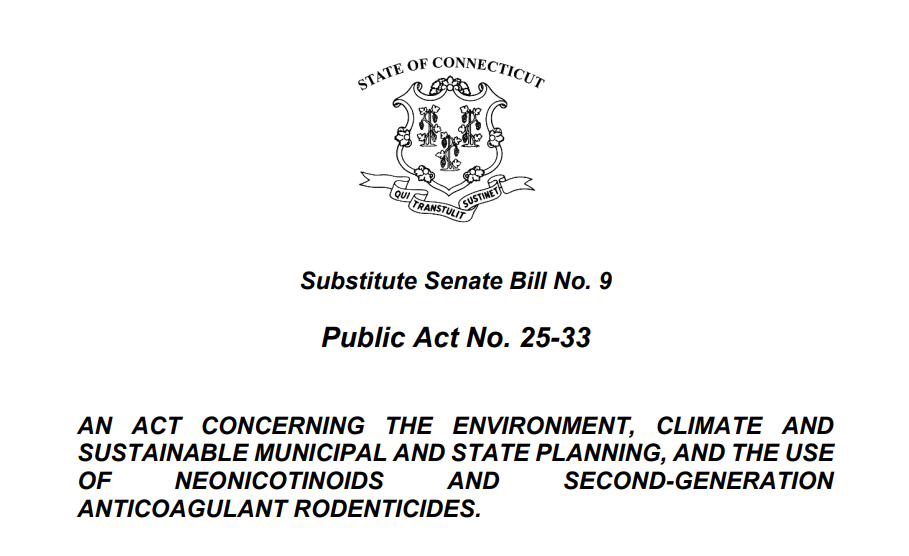 STATE OF CONNECTICUT
QUI TRANSTULIT SUSTINET
Substitute Senate Bill No. 9
Public Act No. 25-33
AN ACT CONCERNING THE ENVIRONMENT, CLIMATE AND
SUSTAINABLE MUNICIPAL AND STATE PLANNING, AND THE USE
OF NEONICOTINOIDS AND SECOND-GENERATION
ANTICOAGULANT RODENTICIDES.